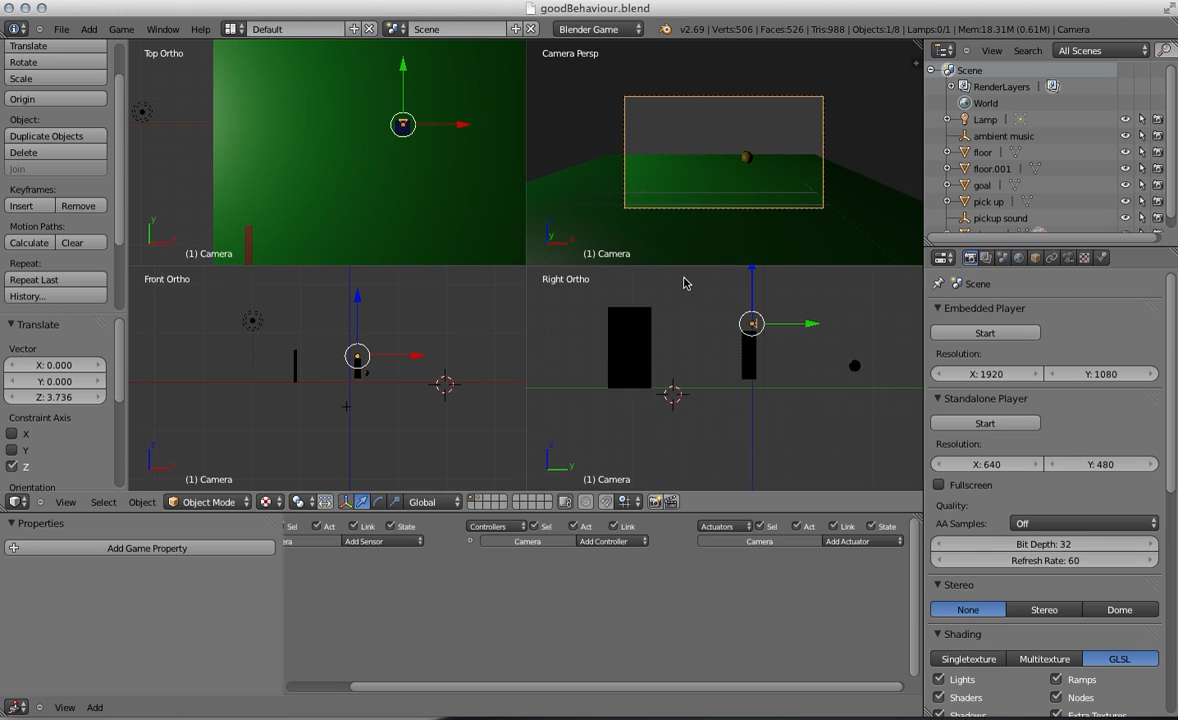 goodBehaviour.blend
File Add Game Window Help Default Scene Blender Game v2.69 | Verts:506 | Faces:526 | Tris:988 | Objects:1/8 | Lamps:0/1 | Mem:18.31M (0.61M) | Camera
Translate
Rotate
Scale
Origin
Object:
Duplicate Objects
Delete
Join
Keyframes:
Insert Remove
Motion Paths:
Calculate Clear
Repeat:
Repeat Last
History...
Translate
Vector
X: 0.000
Y: 0.000
Z: 3.736
Constraint Axis
X
Y
Z
Orientation
Top Ortho
y
(1) Camera
Camera Persp
z
y
(1) Camera
Front Ortho
z
(1) Camera
Right Ortho
z
y
(1) Camera
View Select Object Object Mode Global
View Search All Scenes
Scene
RenderLayers
World
Lamp
ambient music
floor
floor.001
goal
pick up
pickup sound
Scene
Embedded Player
Start
Resolution:
X: 1920 Y: 1080
Standalone Player
Start
Resolution:
X: 640 Y: 480
Fullscreen
Quality:
AA Samples: Off
Bit Depth: 32
Refresh Rate: 60
Stereo
None Stereo Dome
Shading
Singletexture Multitexture GLSL
Lights Ramps
Shaders Nodes
Shadows Extra Textures
Properties
Add Game Property
Sel Act Link State Controllers Sel Act Link Actuators Sel Act Link State
era Add Sensor Camera Add Controller Camera Add Actuator
View Add